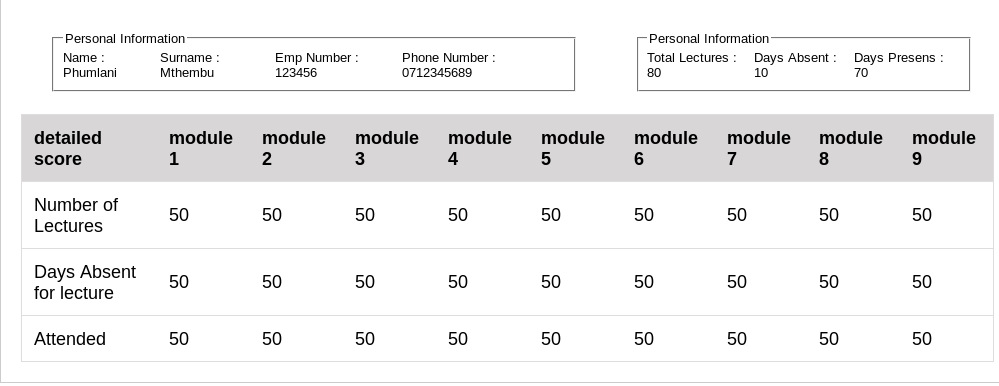 Personal Information
Name : Surname : Emp Number : Phone Number :
Phumlani Mthembu 123456 0712345689
Personal Information
Total Lectures : Days Absent : Days Presens :
80 10 70
detailed score module 1 module 2 module 3 module 4 module 5 module 6 module 7 module 8 module 9
Number of Lectures 50 50 50 50 50 50 50 50 50
Days Absent for lecture 50 50 50 50 50 50 50 50 50
Attended 50 50 50 50 50 50 50 50 50